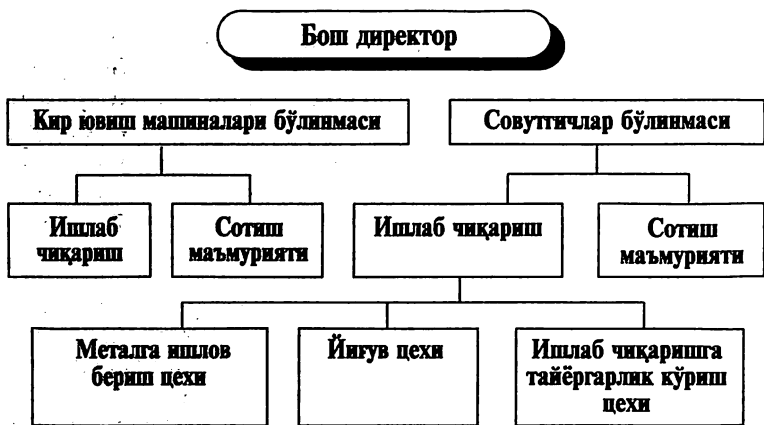 Бош директор
Кир ювиш машиналари бўлинмаси
Совутгичлар бўлинмаси
Ишлаб
чиқариш
Сотиш
маъмурияти
Ишлаб чиқариш
Сотиш
маъмурияти
Металга ишлов
бериш цехи
Йиғув цехи
Ишлаб чиқаришга
тайёргарлик кўриш
цехи